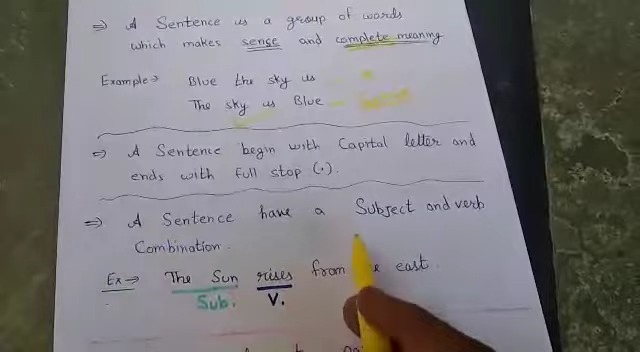 ⇒ A Sentence is a group of words
which makes sense and complete meaning
Example → Blue the sky is
The sky is Blue
⇒ A Sentence begin with Capital letter and
ends with full stop (.).
⇒ A Sentence have a Subject and verb
Combination.
Ex → The Sun rises from the east.
Sub. V.